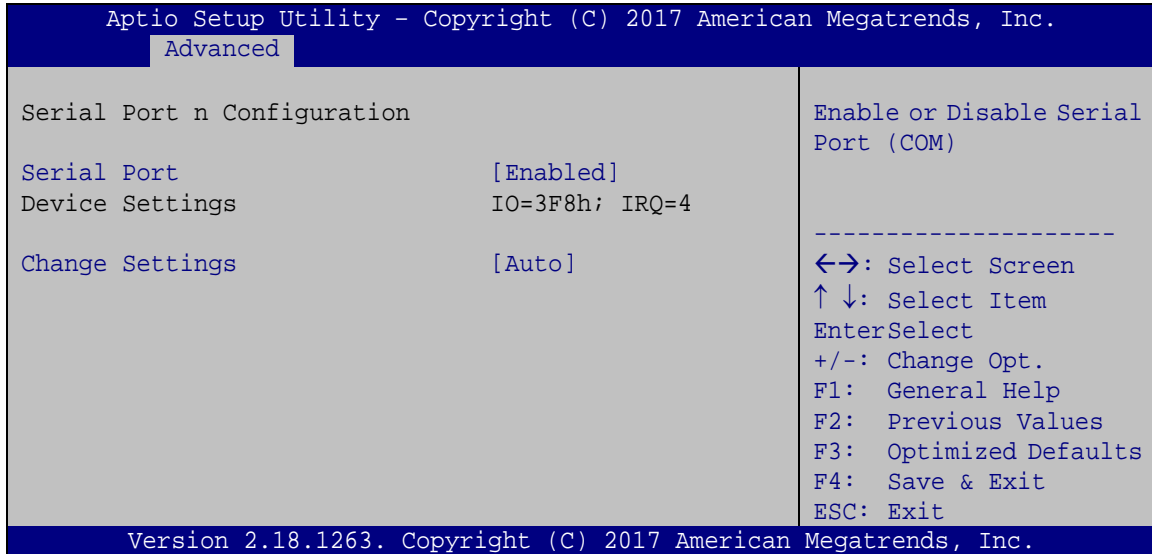 Aptio Setup Utility – Copyright (C) 2017 American Megatrends, Inc.
Advanced
Serial Port n Configuration
Serial Port [Enabled]
Device Settings IO=3F8h; IRQ=4
Change Settings [Auto]
Enable or Disable Serial
Port (COM)
---------------------
←→: Select Screen
↑ ↓: Select Item
EnterSelect
+/-: Change Opt.
F1: General Help
F2: Previous Values
F3: Optimized Defaults
F4: Save & Exit
ESC: Exit
Version 2.18.1263. Copyright (C) 2017 American Megatrends, Inc.